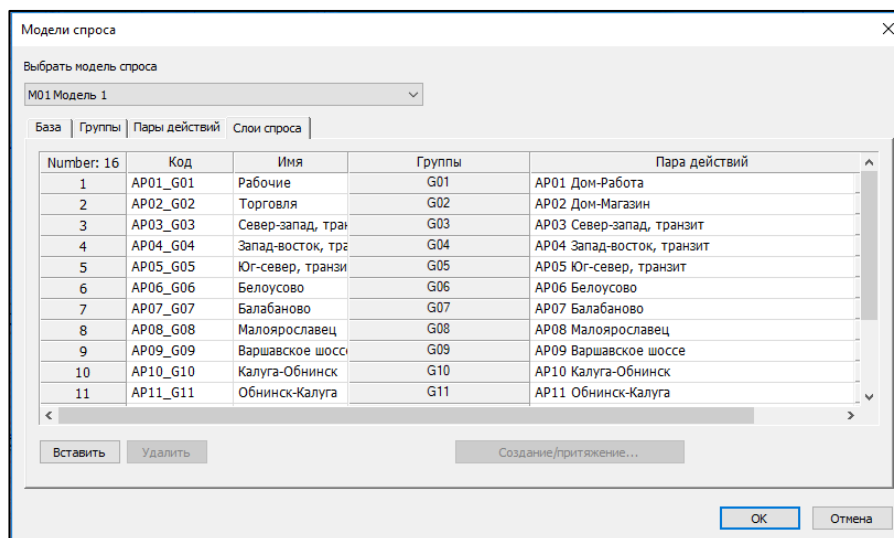 Модели спроса
Выбрать модель спроса
M01 Модель 1
База Группы Пары действий Слои спроса
Number: 16 Код Имя Группы Пара действий
1 AP01_G01 Рабочие G01 AP01 Дом-Работа
2 AP02_G02 Торговля G02 AP02 Дом-Магазин
3 AP03_G03 Север-запад, тран G03 AP03 Север-запад, транзит
4 AP04_G04 Запад-восток, тра G04 AP04 Запад-восток, транзит
5 AP05_G05 Юг-север, транзи G05 AP05 Юг-север, транзит
6 AP06_G06 Белоусово G06 AP06 Белоусово
7 AP07_G07 Балабаново G07 AP07 Балабаново
8 AP08_G08 Малоярославец G08 AP08 Малоярославец
9 AP09_G09 Варшавское шоссе G09 AP09 Варшавское шоссе
10 AP10_G10 Калуга-Обнинск G10 AP10 Калуга-Обнинск
11 AP11_G11 Обнинск-Калуга G11 AP11 Обнинск-Калуга
Вставить Удалить Создание/притяжение...
OK Отмена